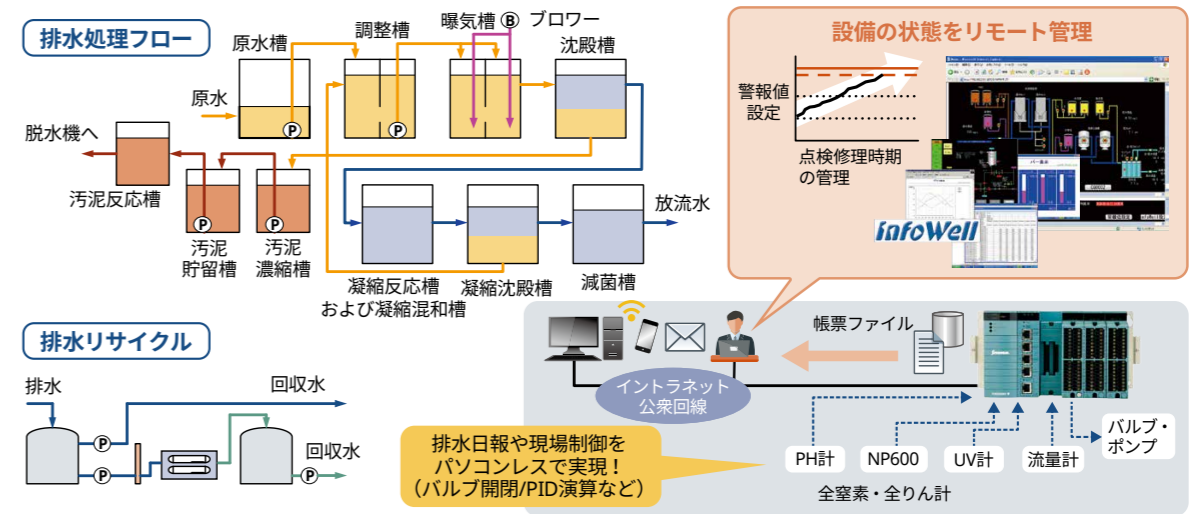 排水処理フロー
原水槽
調整槽
曝気槽
B
ブロワー
沈殿槽
原水
P
P
脱水機へ
汚泥反応槽
P
P
汚泥
貯留槽
汚泥
濃縮槽
放流水
凝縮反応槽
および凝縮混和槽
凝縮沈殿槽
減菌槽
設備の状態をリモート管理
警報値
設定
点検修理時期
の管理
InfoWell
排水リサイクル
排水
回収水
P
P
回収水
P
帳票ファイル
イントラネット
公衆回線
排水日報や現場制御を
パソコンレスで実現！
（バルブ開閉/PID演算など）
PH計
NP600
UV計
流量計
バルブ・
ポンプ
全窒素・全りん計